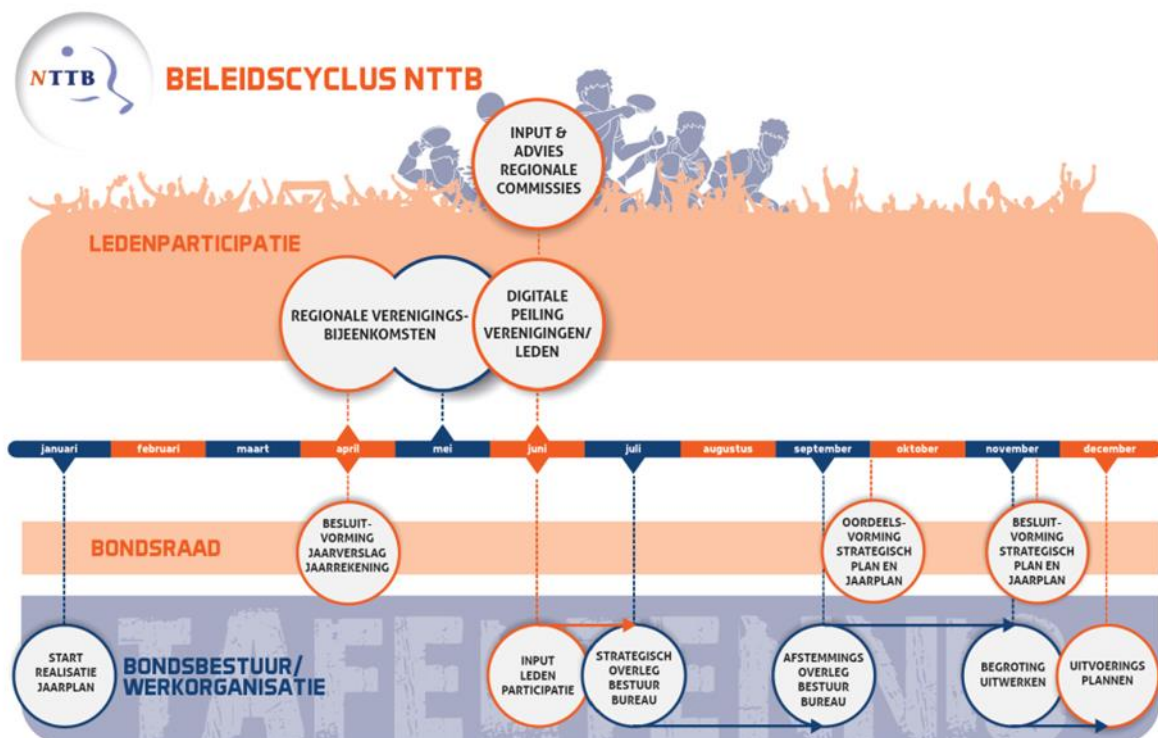 NTTB
BELEIDSCYCLUS NTTB
INPUT &
ADVIES
REGIONALE
COMMISSIES
LEDENPARTICIPATIE
REGIONALE VERENIGINGS-
BIJEENKOMSTEN
DIGITALE
PEILING
VERENIGINGEN/
LEDEN
januari februari maart april mei juni juli augustus september oktober november december
BONDSRAAD
BESLUIT-
VORMING
JAARVERSLAG
JAARREKENING
OORDEELS-
VORMING
STRATEGISCH
PLAN EN
JAARPLAN
BESLUIT-
VORMING
STRATEGISCH
PLAN EN
JAARPLAN
TAFELTENNIS
START
REALISATIE
JAARPLAN
BONDSBESTUUR/
WERKORGANISATIE
INPUT
LEDEN
PARTICIPATIE
STRATEGISCH
OVERLEG
BESTUUR
BUREAU
AFSTEMMINGS
OVERLEG
BESTUUR
BUREAU
BEGROTING
UITWERKEN
UITVOERINGS
PLANNEN